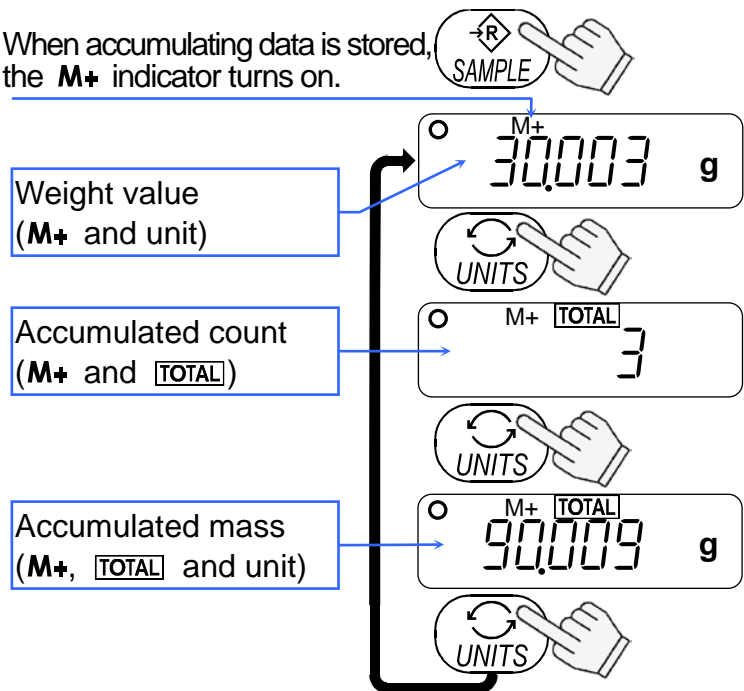 When accumulating data is stored,
the M+ indicator turns on.
→R
SAMPLE
M+
30.003 g
Weight value
(M+ and unit)
UNITS
M+ TOTAL
3
Accumulated count
(M+ and TOTAL)
UNITS
M+ TOTAL
90.009 g
Accumulated mass
(M+, TOTAL and unit)
UNITS